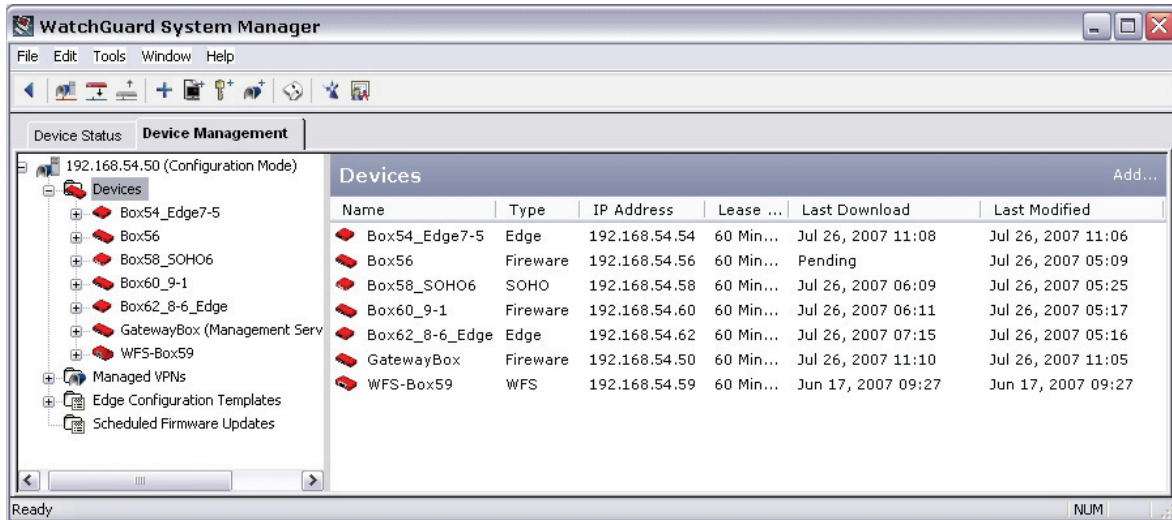 WatchGuard System Manager
File Edit Tools Window Help
Device Status Device Management
192.168.54.50 (Configuration Mode)
Devices
Box54_Edge7-5
Box56
Box58_SOHO6
Box60_9-1
Box62_8-6_Edge
GatewayBox (Management Serv
WFS-Box59
Managed VPNs
Edge Configuration Templates
Scheduled Firmware Updates
Devices Add...
Name Type IP Address Lease ... Last Download Last Modified
Box54_Edge7-5 Edge 192.168.54.54 60 Min... Jul 26, 2007 11:08 Jul 26, 2007 11:06
Box56 Fireware 192.168.54.56 60 Min... Pending Jul 26, 2007 05:09
Box58_SOHO6 SOHO 192.168.54.58 60 Min... Jul 26, 2007 06:09 Jul 26, 2007 05:25
Box60_9-1 Fireware 192.168.54.60 60 Min... Jul 26, 2007 06:11 Jul 26, 2007 05:17
Box62_8-6_Edge Edge 192.168.54.62 60 Min... Jul 26, 2007 07:15 Jul 26, 2007 05:16
GatewayBox Fireware 192.168.54.50 60 Min... Jul 26, 2007 11:10 Jul 26, 2007 11:05
WFS-Box59 WFS 192.168.54.59 60 Min... Jun 17, 2007 09:27 Jun 17, 2007 09:27
Ready NUM